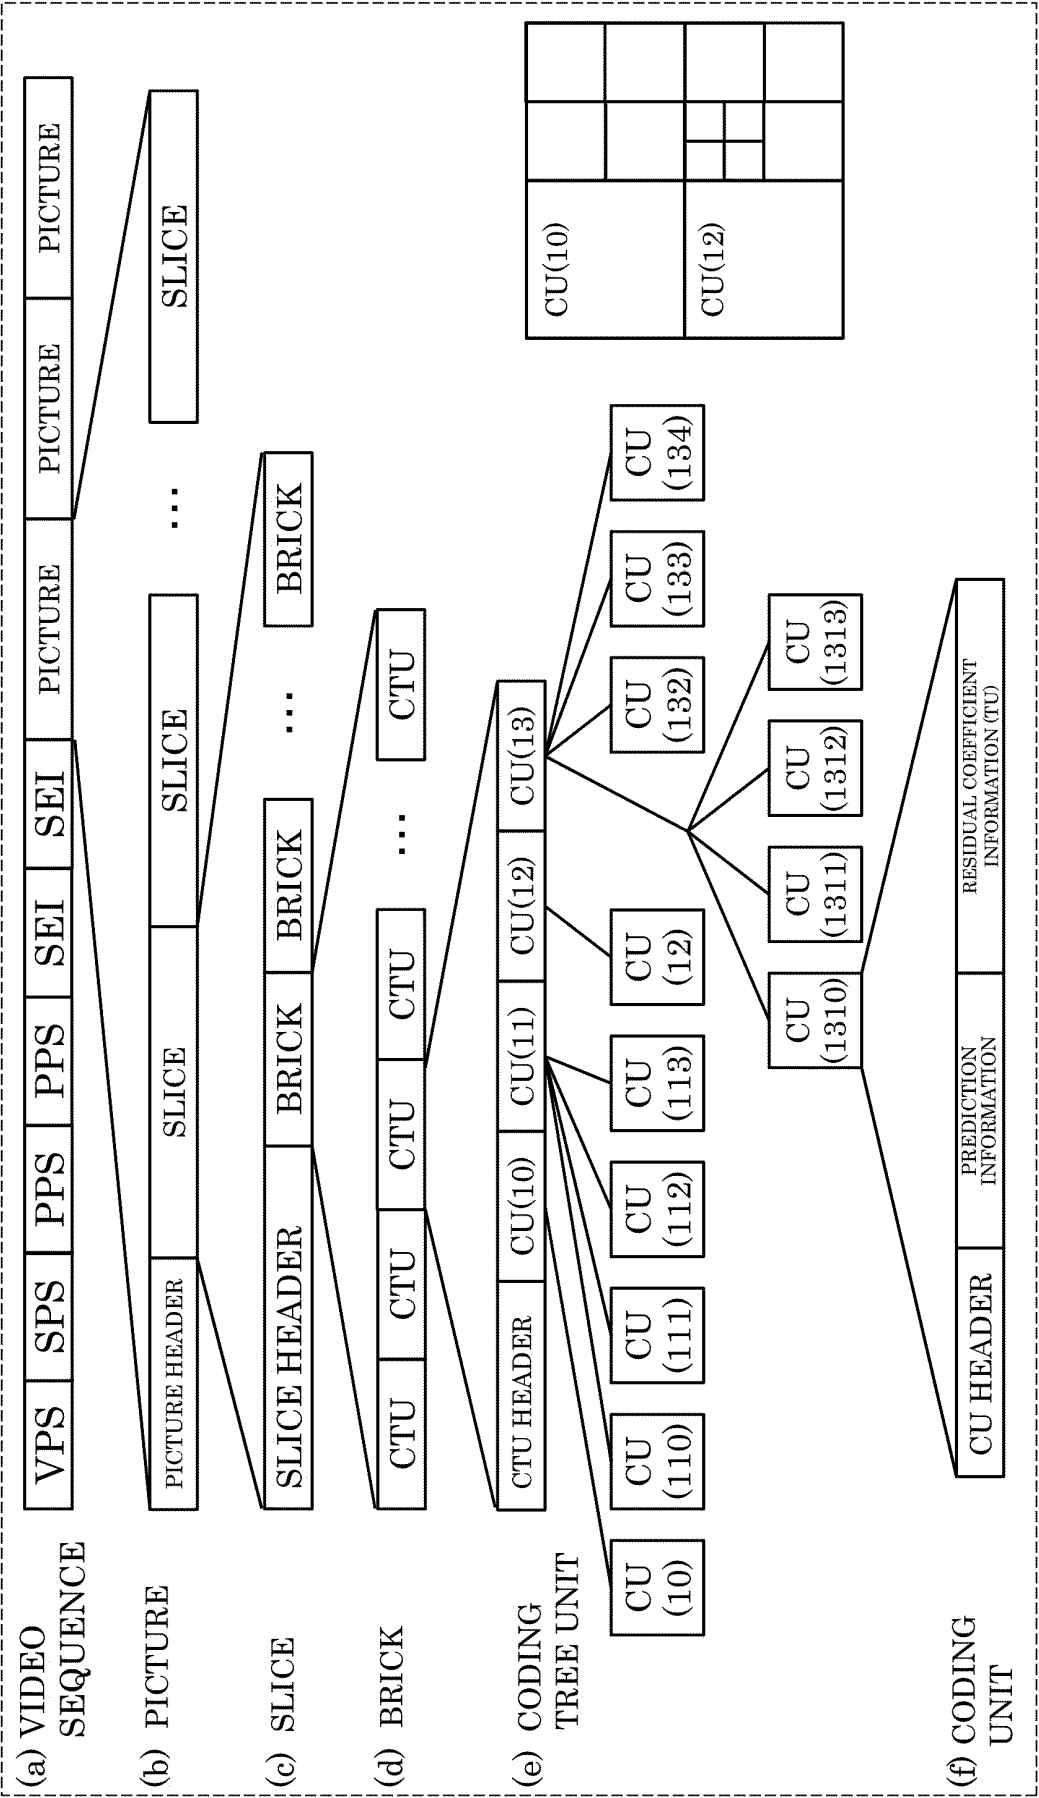 (a) VIDEO
SEQUENCE
VPS SPS PPS PPS SEI SEI PICTURE PICTURE PICTURE
(b) PICTURE
PICTURE HEADER SLICE SLICE ... SLICE
(c) SLICE
SLICE HEADER BRICK BRICK ... BRICK
(d) BRICK
CTU CTU CTU CTU ... CTU
(e) CODING
TREE UNIT
CTU HEADER CU(10) CU(11) CU(12) CU(13)
CU
(10)
CU
(110)
CU
(111)
CU
(112)
CU
(113)
CU
(12)
CU
(132)
CU
(133)
CU
(134)
CU
(1310)
CU
(1311)
CU
(1312)
CU
(1313)
CU(10)
CU(12)
(f) CODING
UNIT
CU HEADER
PREDICTION
INFORMATION
RESIDUAL COEFFICIENT
INFORMATION (TU)